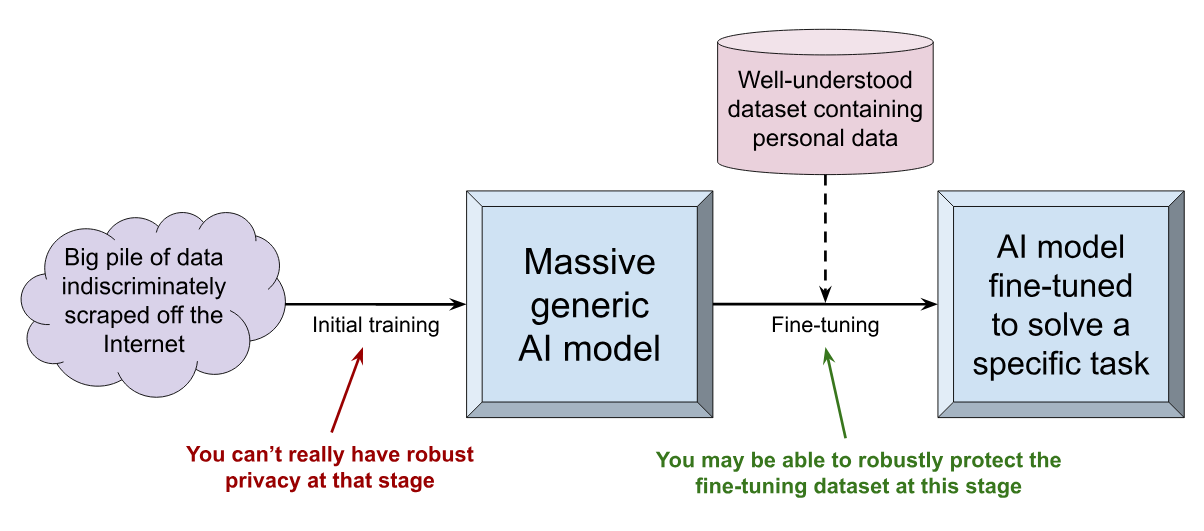 Big pile of data
indiscriminately
scraped off the
Internet
Initial training
You can’t really have robust
privacy at that stage
Massive
generic
AI model
Well-understood
dataset containing
personal data
Fine-tuning
You may be able to robustly protect the
fine-tuning dataset at this stage
AI model
fine-tuned
to solve a
specific task